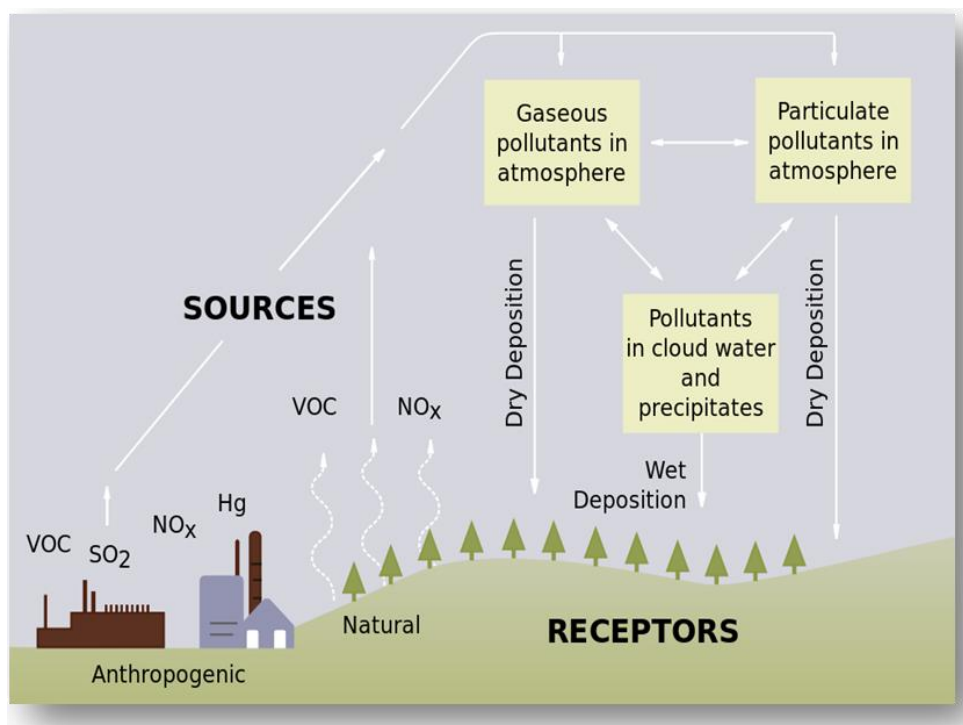 Gaseous
pollutants in
atmosphere
Particulate
pollutants in
atmosphere
Dry Deposition
Dry Deposition
SOURCES
Pollutants
in cloud water
and
precipitates
VOC
NOx
Wet
Deposition
Hg
NOx
VOC
SO2
Natural
RECEPTORS
Anthropogenic